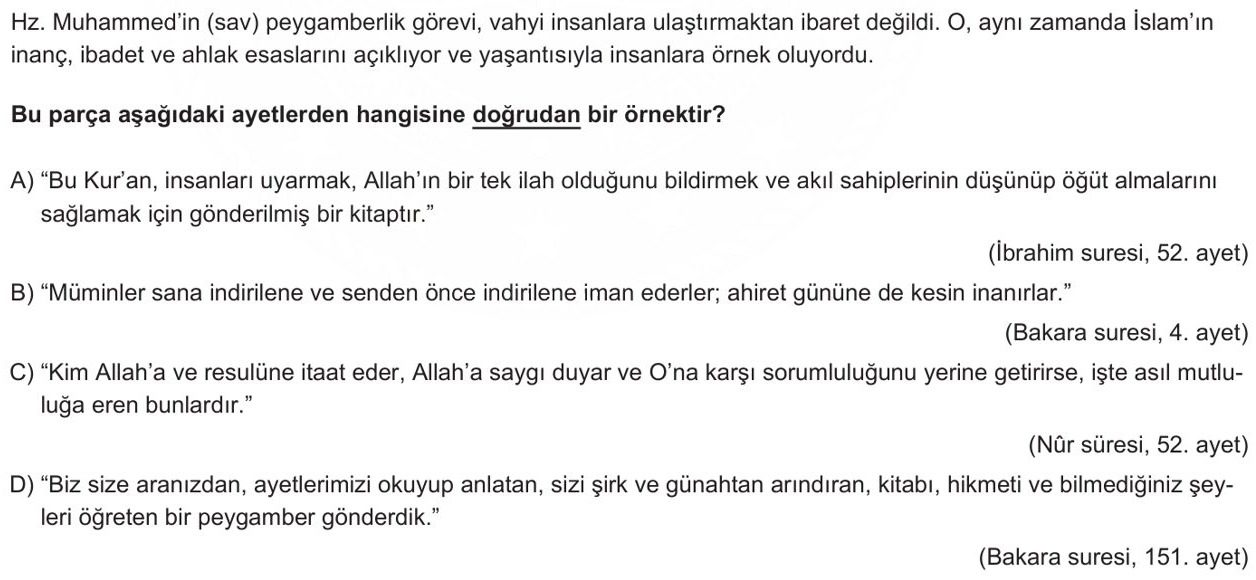 Hz. Muhammed’in (sav) peygamberlik görevi, vahyi insanlara ulaştırmaktan ibaret değildi. O, aynı zamanda İslam’ın
inanç, ibadet ve ahlak esaslarını açıklıyor ve yaşantısıyla insanlara örnek oluyordu.
Bu parça aşağıdaki ayetlerden hangisine doğrudan bir örnektir?
A) “Bu Kur’an, insanları uyarmak, Allah’ın bir tek ilah olduğunu bildirmek ve akıl sahiplerinin düşünüp öğüt almalarını
sağlamak için gönderilmiş bir kitaptır.”
(İbrahim suresi, 52. ayet)
B) “Müminler sana indirilene ve senden önce indirilene iman ederler; ahiret gününe de kesin inanırlar.”
(Bakara suresi, 4. ayet)
C) “Kim Allah’a ve resulüne itaat eder, Allah’a saygı duyar ve O’na karşı sorumluluğunu yerine getirirse, işte asıl mutlu-
luğa eren bunlardır.”
(Nûr süresi, 52. ayet)
D) “Biz size aranızdan, ayetlerimizi okuyup anlatan, sizi şirk ve günahtan arındıran, kitabı, hikmeti ve bilmediğiniz şey-
leri öğreten bir peygamber gönderdik.”
(Bakara suresi, 151. ayet)